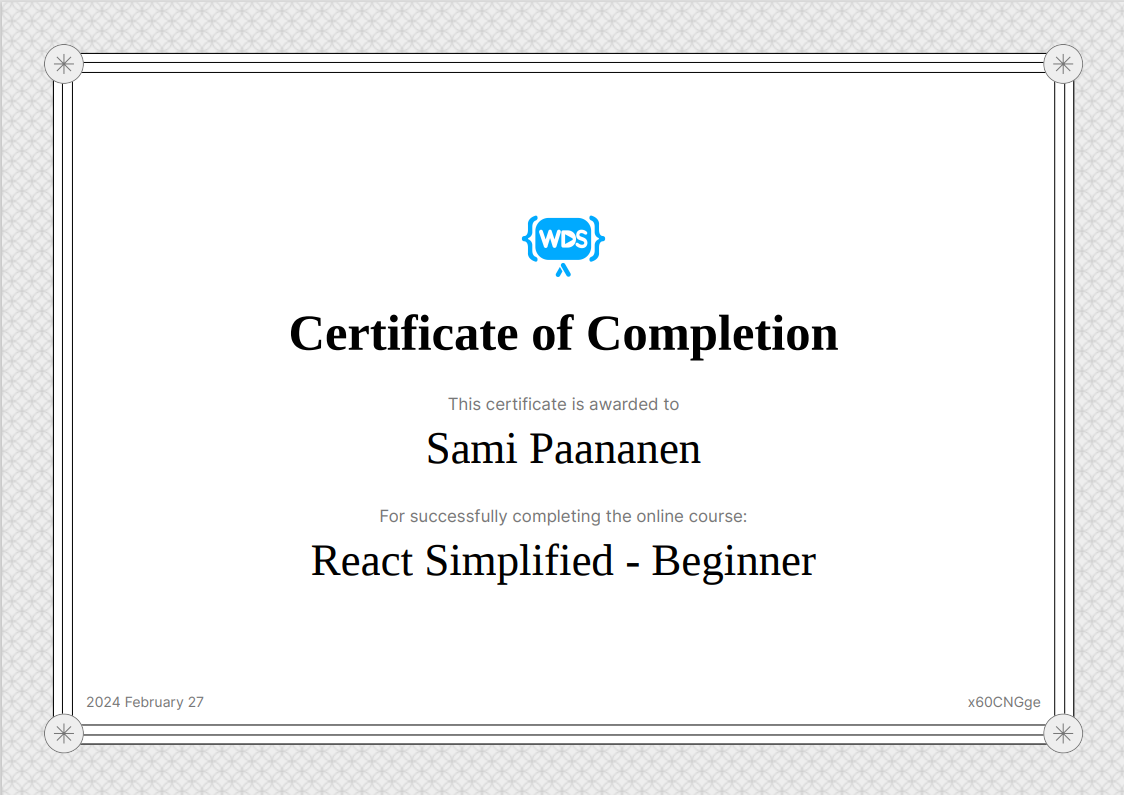 WDS
Certificate of Completion
This certificate is awarded to
Sami Paananen
For successfully completing the online course:
React Simplified - Beginner
2024 February 27
x60CNGge